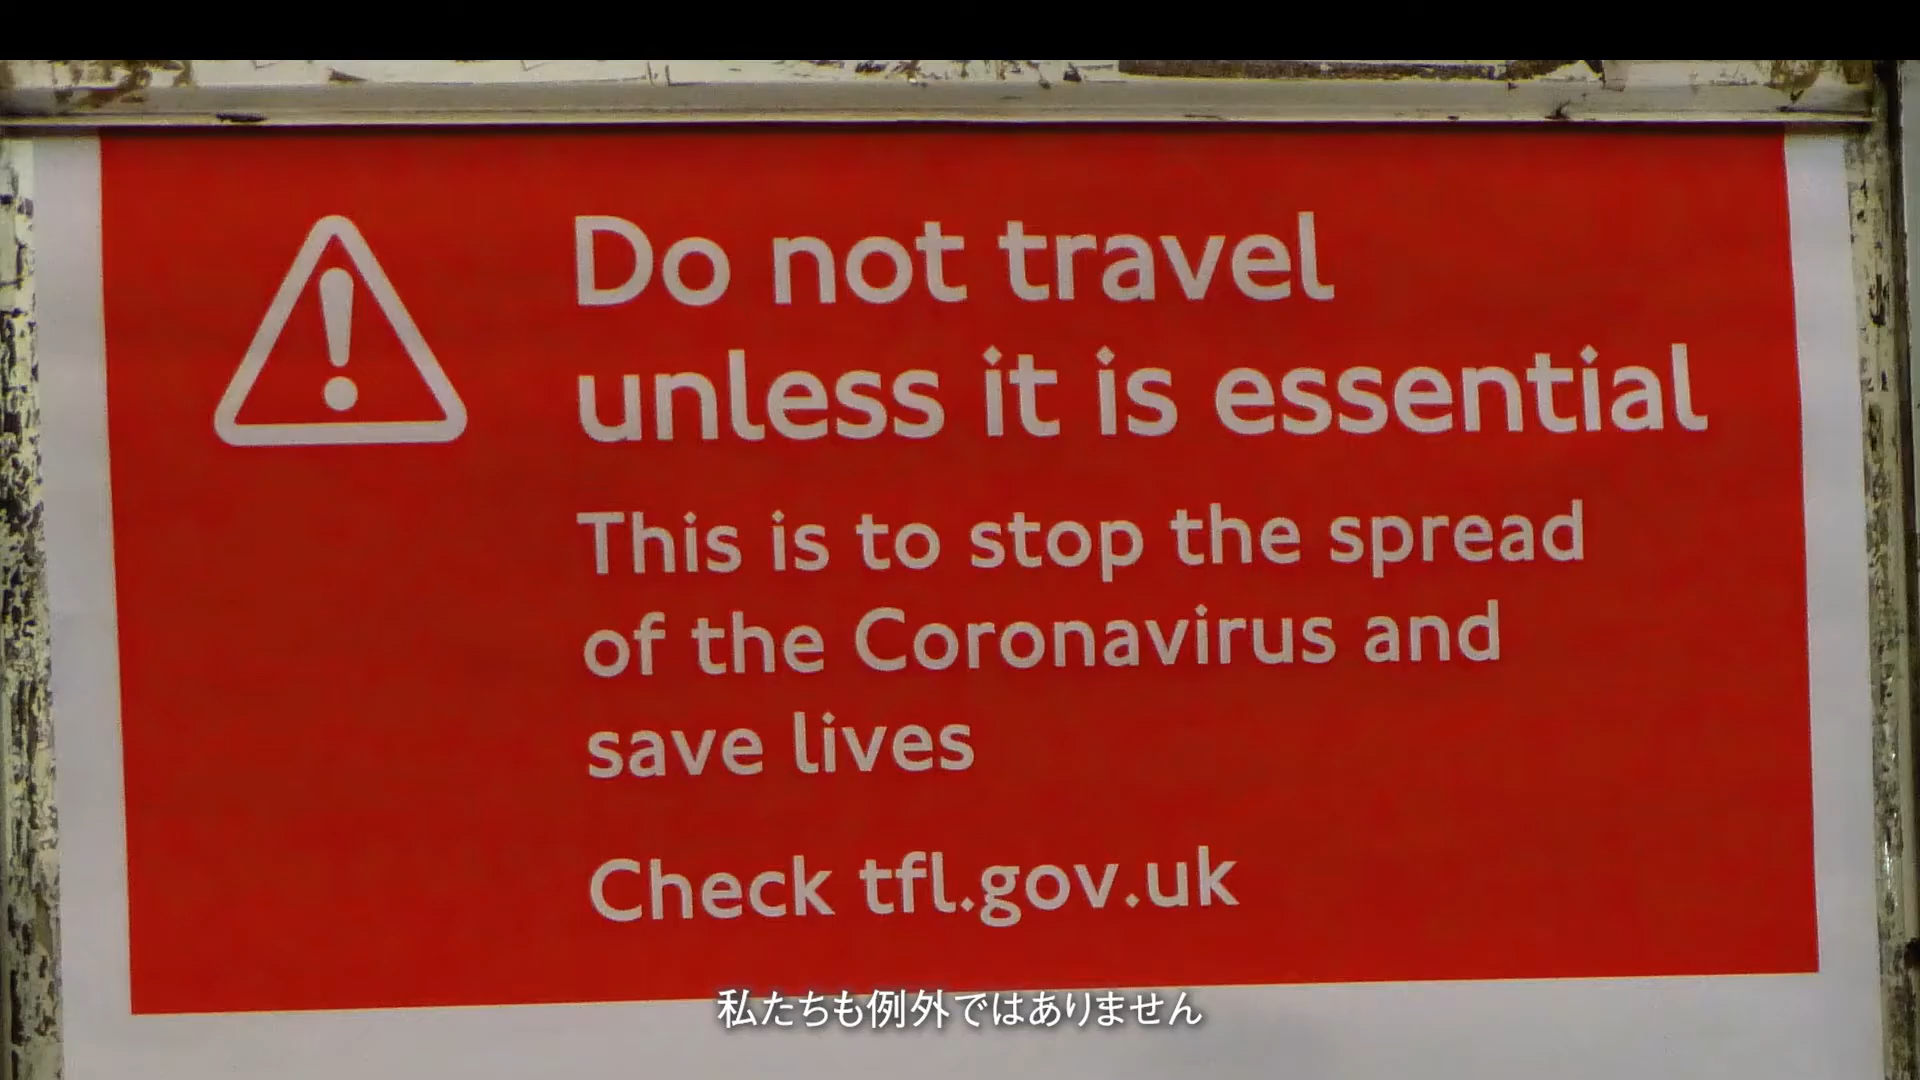 Do not travel
unless it is essential
This is to stop the spread
of the Coronavirus and
save lives
Check tfl.gov.uk
私たちも例外ではありません